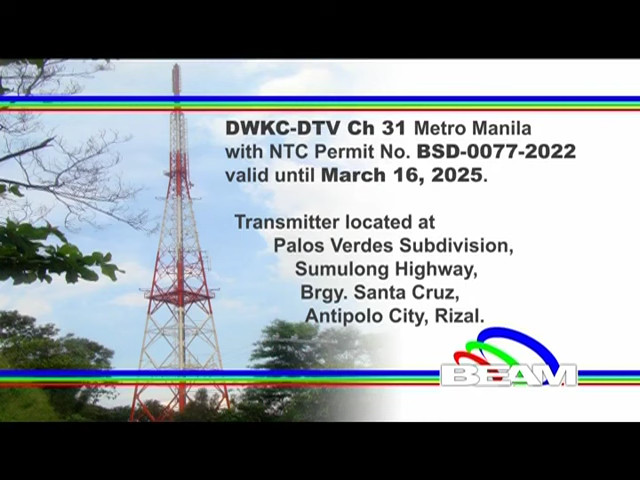 DWKC-DTV Ch 31 Metro Manila
with NTC Permit No. BSD-0077-2022
valid until March 16, 2025.
Transmitter located at
Palos Verdes Subdivision,
Sumulong Highway,
Brgy. Santa Cruz,
Antipolo City, Rizal.
BEAM